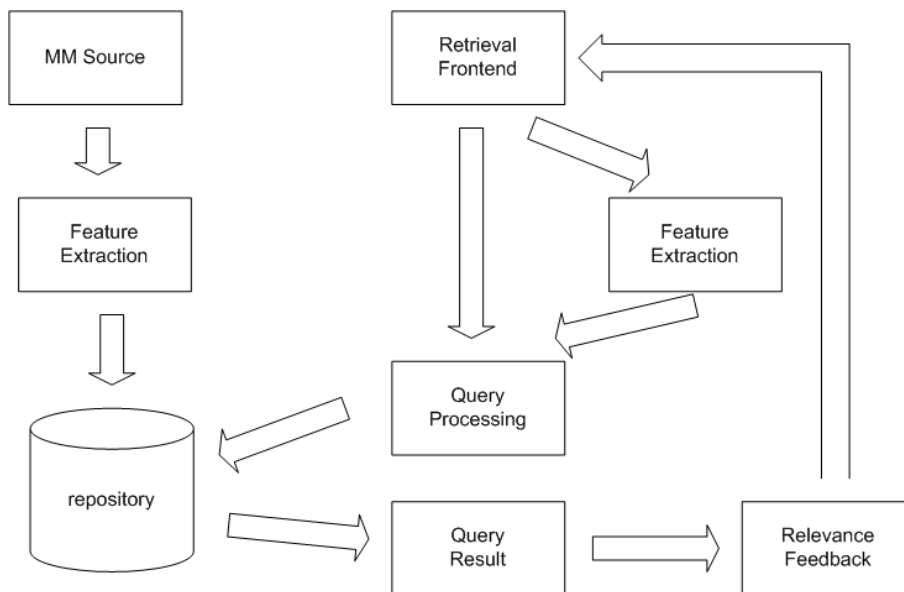 MM Source
Retrieval
Frontend
Feature
Extraction
Feature
Extraction
Query
Processing
repository
Query
Result
Relevance
Feedback